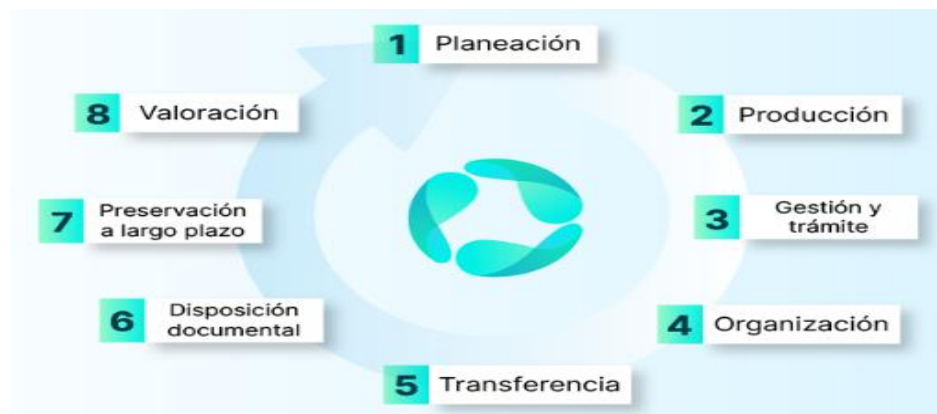 1 Planeación
2 Producción
3 Gestión y
trámite
4 Organización
5 Transferencia
6 Disposición
documental
7 Preservación
a largo plazo
8 Valoración